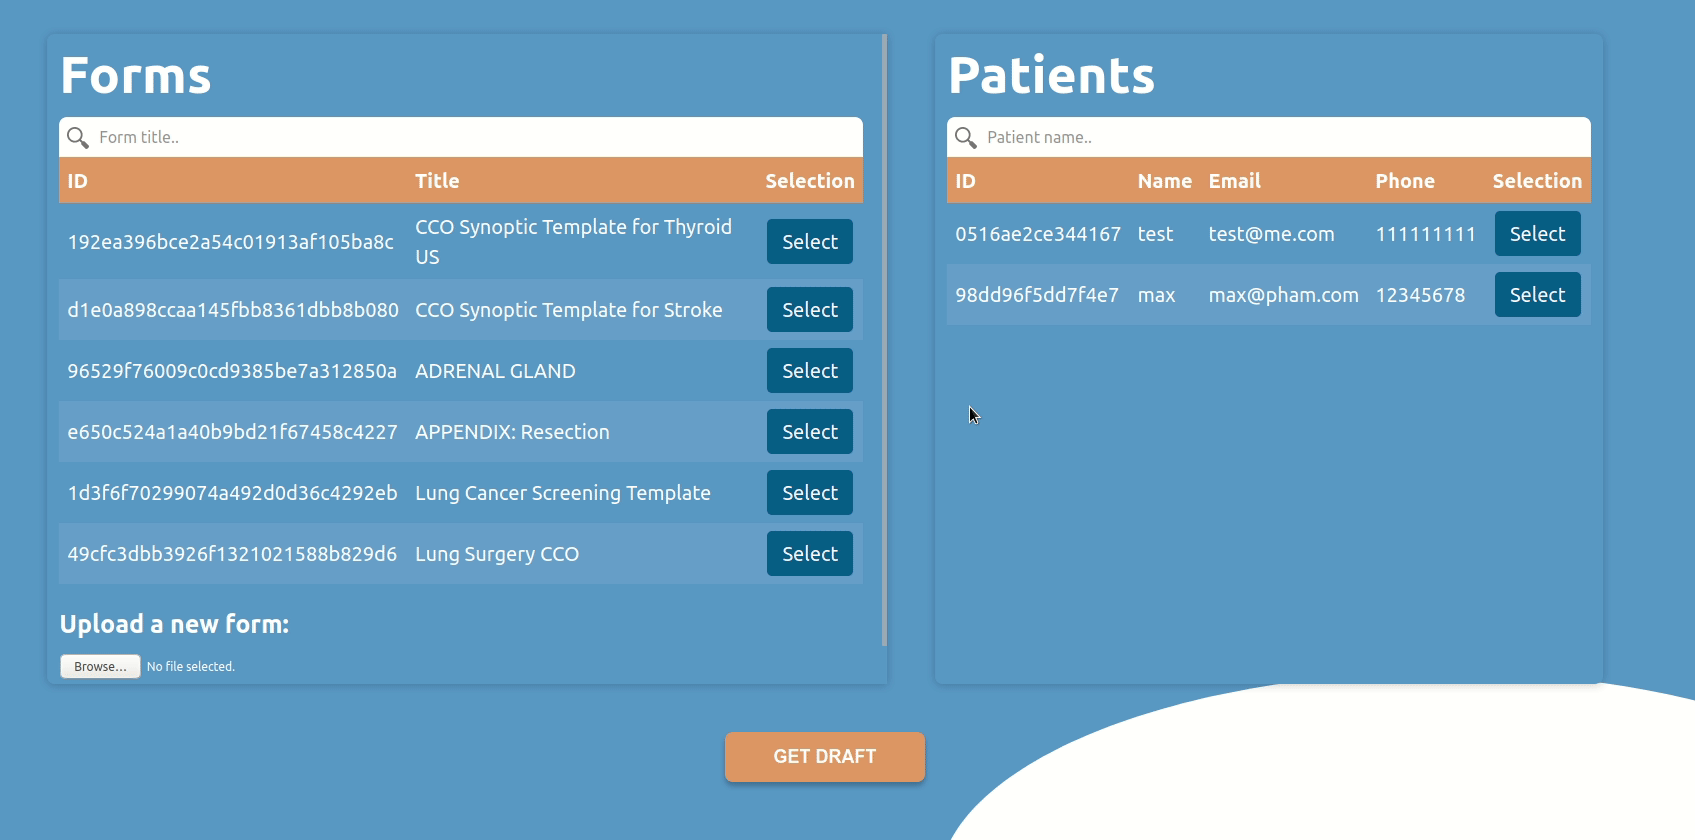 Forms
Form title..
ID Title Selection
192ea396bce2a54c01913af105ba8c CCO Synoptic Template for Thyroid US Select
d1e0a898ccaa145fbb8361dbb8b080 CCO Synoptic Template for Stroke Select
96529f76009c0cd9385be7a312850a ADRENAL GLAND Select
e650c524a1a40b9bd21f67458c4227 APPENDIX: Resection Select
1d3f6f70299074a492d0d36c4292eb Lung Cancer Screening Template Select
49cfc3dbb3926f1321021588b829d6 Lung Surgery CCO Select
Upload a new form:
Browse... No file selected.
Patients
Patient name..
ID Name Email Phone Selection
0516ae2ce344167 test test@me.com 111111111 Select
98dd96f5dd7f4e7 max max@pham.com 12345678 Select
GET DRAFT